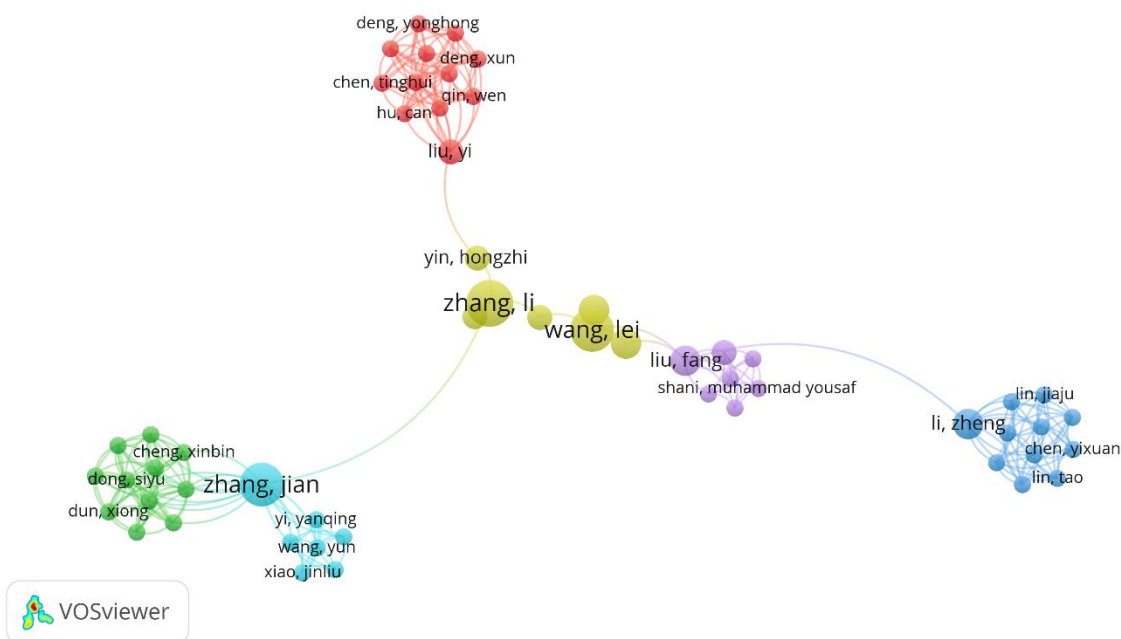 deng, yonghong
deng, xun
chen, tinghui
qin, wen
hu, can
liu, yi
yin, hongzhi
zhang, li
wang, lei
liu, fang
shani, muhammad yousaf
lin, jiaju
li, zheng
chen, yixuan
lin, tao
cheng, xinbin
dong, siyu
zhang, jian
dun, xiong
yi, yanqing
wang, yun
xiao, jinliu
VOSviewer